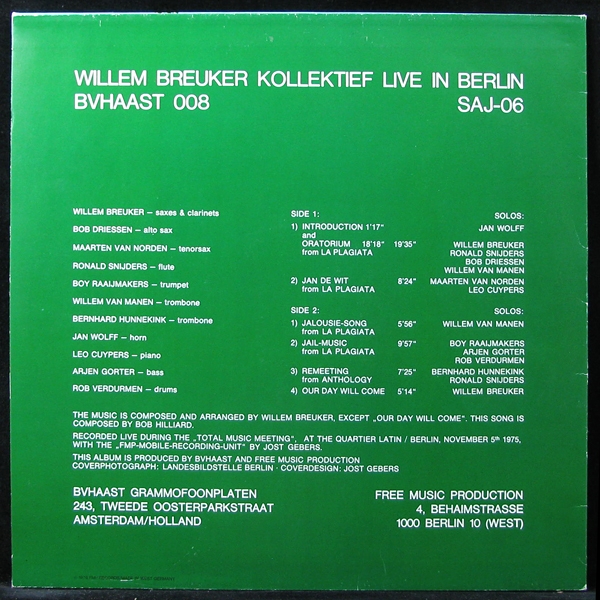 WILLEM BREUKER KOLLEKTIEF LIVE IN BERLIN
BVHAAST 008 SAJ-06
WILLEM BREUKER – saxes & clarinets
BOB DRIESSEN – alto sax
MAARTEN VAN NORDEN – tenorsax
RONALD SNIJDERS – flute
BOY RAAIJMAKERS – trumpet
WILLEM VAN MANEN – trombone
BERNHARD HUNNEKINK – trombone
JAN WOLFF – horn
LEO CUYPERS – piano
ARJEN GORTER – bass
ROB VERDURMEN – drums
SIDE 1: SOLOS:
1) INTRODUCTION 1'17" JAN WOLFF
and
ORATORIUM 18'18" 19'35" WILLEM BREUKER
from LA PLAGIATA RONALD SNIJDERS
BOB DRIESSEN
WILLEM VAN MANEN
2) JAN DE WIT 8'24" MAARTEN VAN NORDEN
from LA PLAGIATA LEO CUYPERS
SIDE 2: SOLOS:
1) JALOUSIE-SONG 5'56" WILLEM VAN MANEN
from LA PLAGIATA
2) JAIL-MUSIC 9'57" BOY RAAIJMAKERS
from LA PLAGIATA ARJEN GORTER
ROB VERDURMEN
3) REMEETING 7'25" BERNHARD HUNNEKINK
from ANTHOLOGY RONALD SNIJDERS
4) OUR DAY WILL COME 5'14" WILLEM BREUKER
THE MUSIC IS COMPOSED AND ARRANGED BY WILLEM BREUKER, EXCEPT „OUR DAY WILL COME". THIS SONG IS
COMPOSED BY BOB HILLIARD.
RECORDED LIVE DURING THE „TOTAL MUSIC MEETING", AT THE QUARTIER LATIN / BERLIN, NOVEMBER 5th 1975,
WITH THE „FMP-MOBILE-RECORDING-UNIT" BY JOST GEBERS.
THIS ALBUM IS PRODUCED BY BVHAAST AND FREE MUSIC PRODUCTION
COVERPHOTOGRAPH: LANDESBILDSTELLE BERLIN · COVERDESIGN: JOST GEBERS
BVHAAST GRAMMOFOONPLATEN
243, TWEEDE OOSTERPARKSTRAAT
AMSTERDAM/HOLLAND
FREE MUSIC PRODUCTION
4, BEHAIMSTRASSE
1000 BERLIN 10 (WEST)